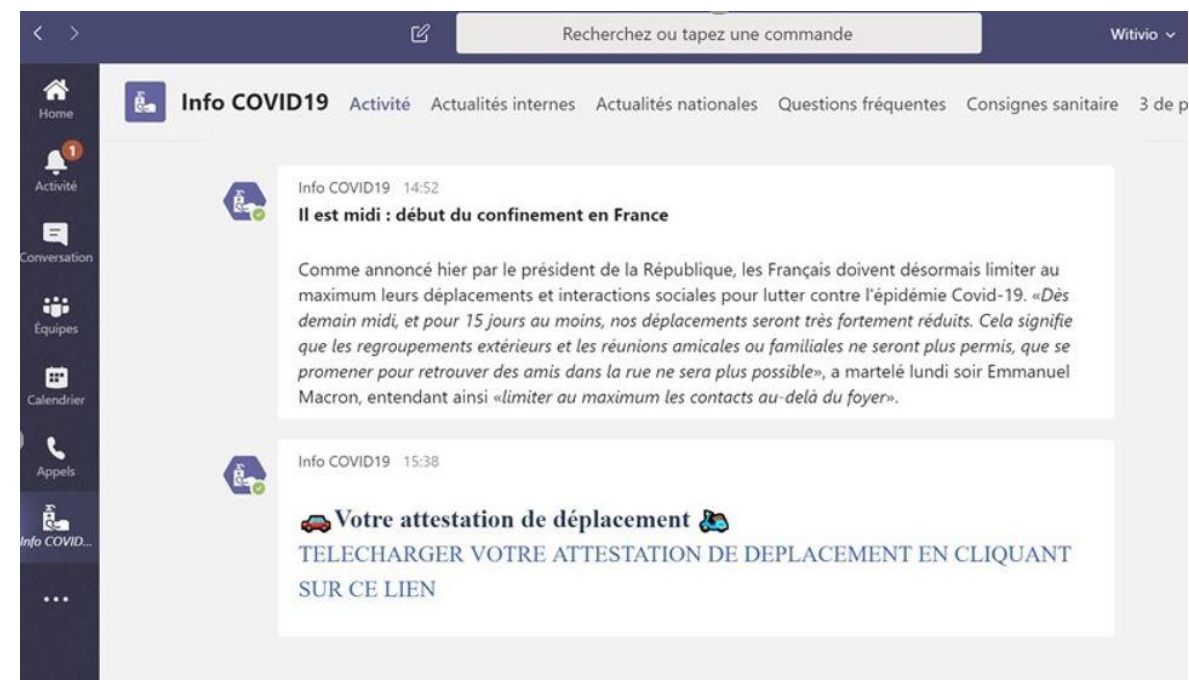 Recherchez ou tapez une commande
Witivio
Home
1
Activité
Conversation
Équipes
Calendrier
Appels
Info COVID...
Info COVID19 Activité Actualités internes Actualités nationales Questions fréquentes Consignes sanitaire 3 de p
Info COVID19 14:52
Il est midi : début du confinement en France
Comme annoncé hier par le président de la République, les Français doivent désormais limiter au
maximum leurs déplacements et interactions sociales pour lutter contre l'épidémie Covid-19. «Dès
demain midi, et pour 15 jours au moins, nos déplacements seront très fortement réduits. Cela signifie
que les regroupements extérieurs et les réunions amicales ou familiales ne seront plus permis, que se
promener pour retrouver des amis dans la rue ne sera plus possible», a martelé lundi soir Emmanuel
Macron, entendant ainsi «limiter au maximum les contacts au-delà du foyer».
Info COVID19 15:38
Votre attestation de déplacement
TELECHARGER VOTRE ATTESTATION DE DEPLACEMENT EN CLIQUANT
SUR CE LIEN